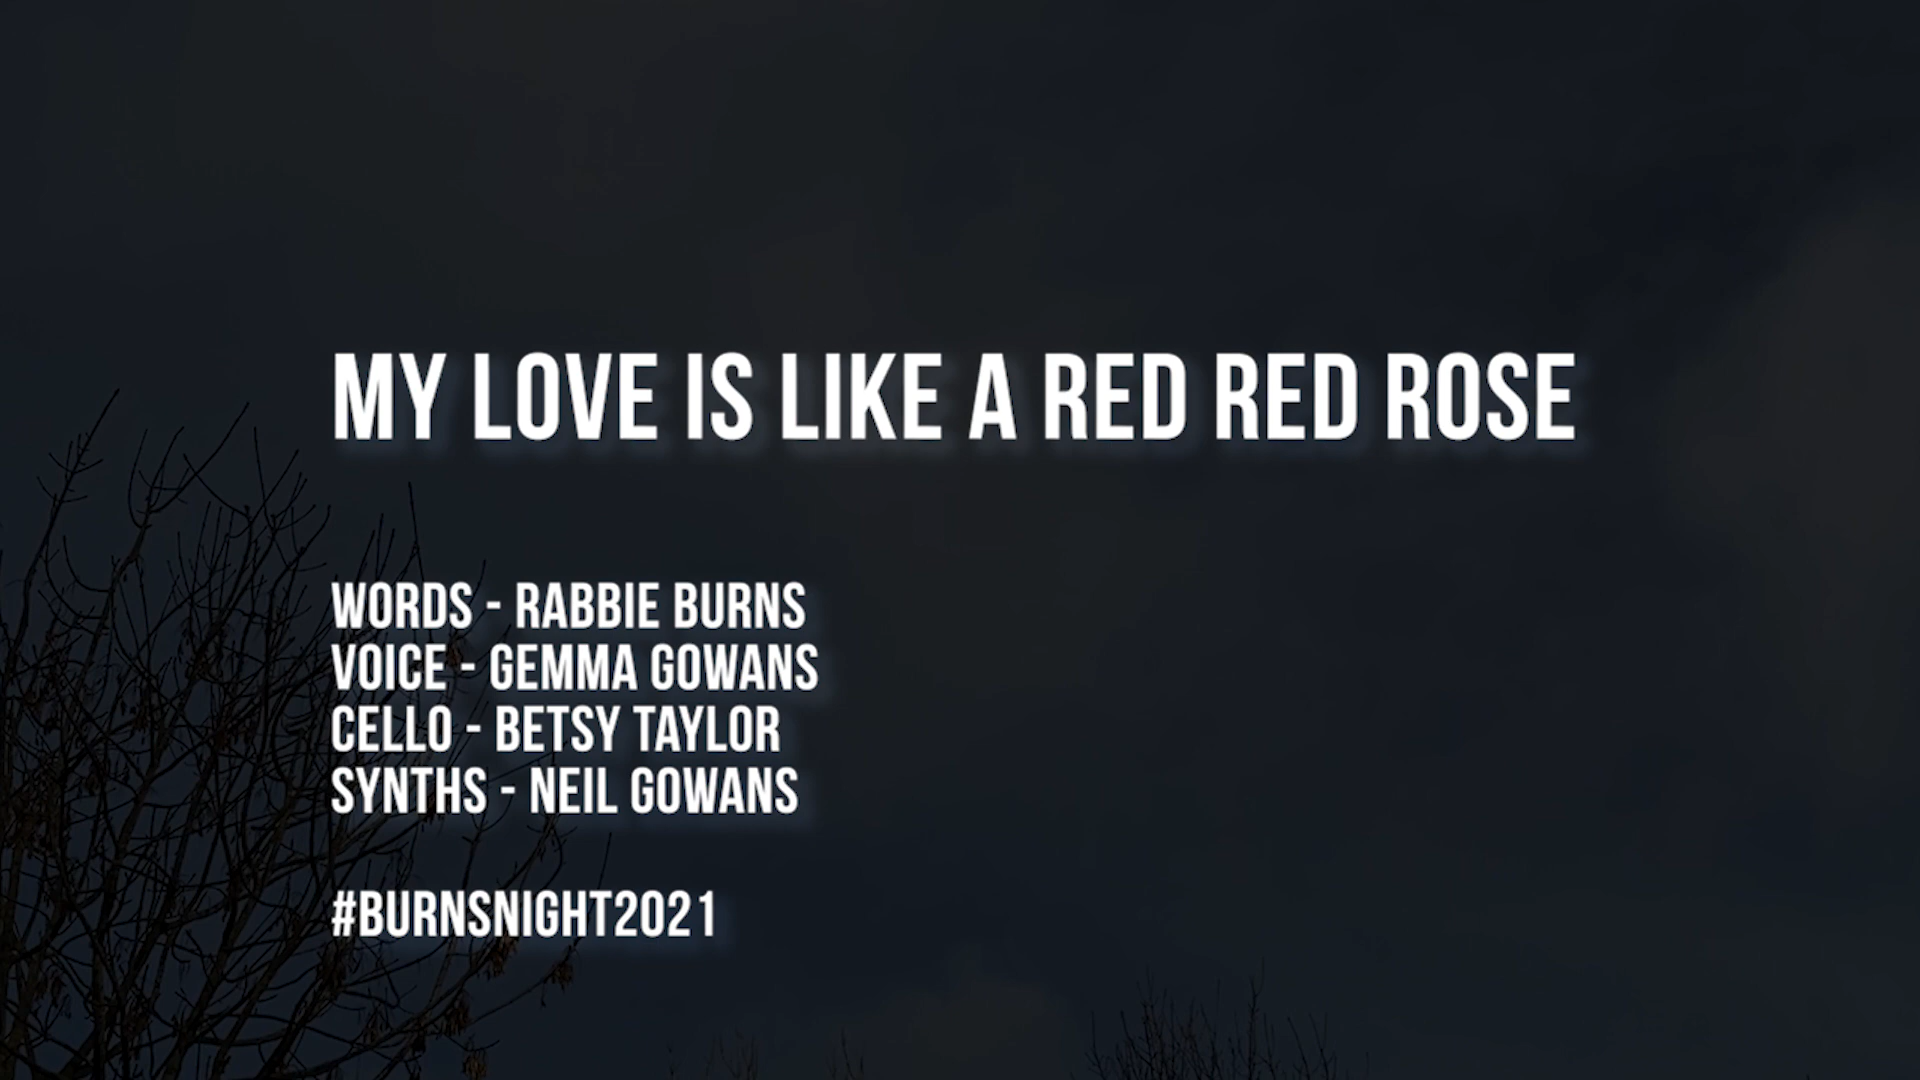 MY LOVE IS LIKE A RED RED ROSE
WORDS - RABBIE BURNS
VOICE - GEMMA GOWANS
CELLO - BETSY TAYLOR
SYNTHS - NEIL GOWANS
#BURNSNIGHT2021